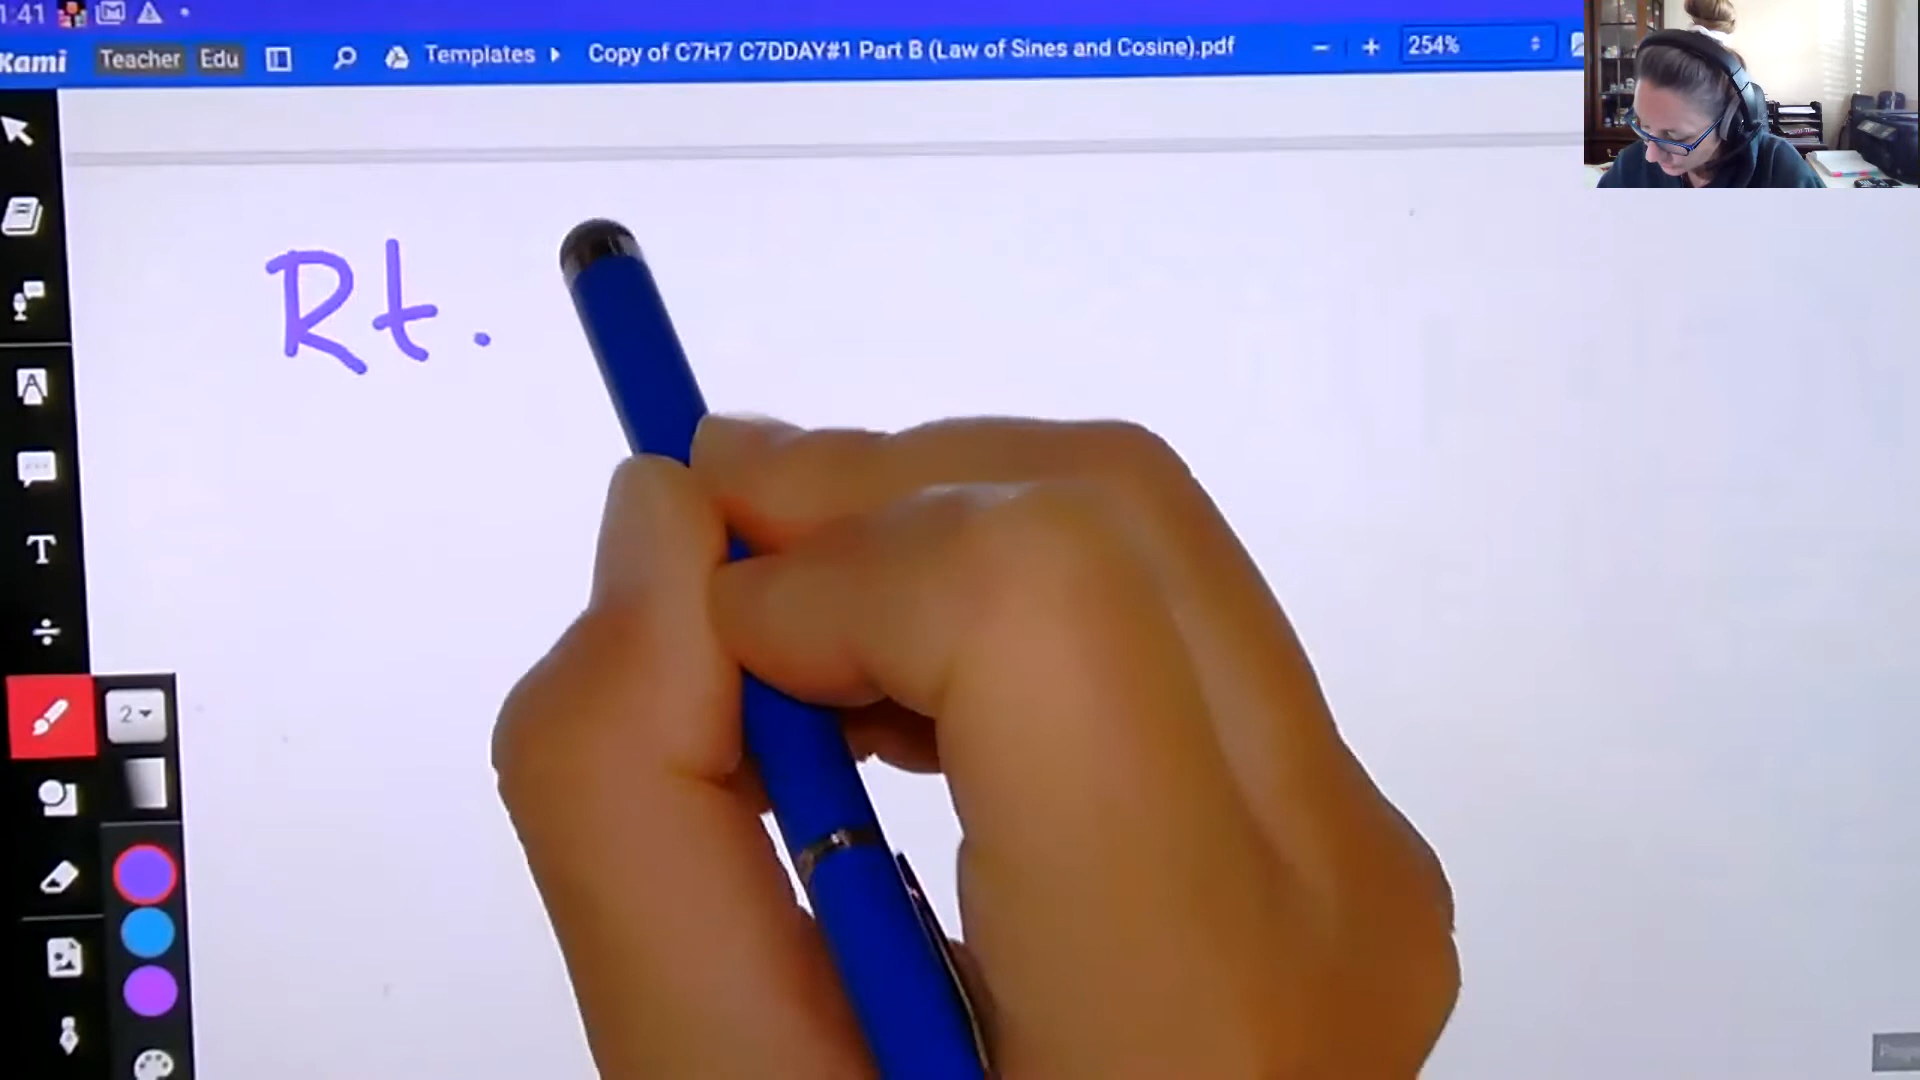 1:41
Kami Teacher Edu Templates Copy of C7H7 C7DDAY#1 Part B (Law of Sines and Cosine).pdf 254%
Rt.
T
2